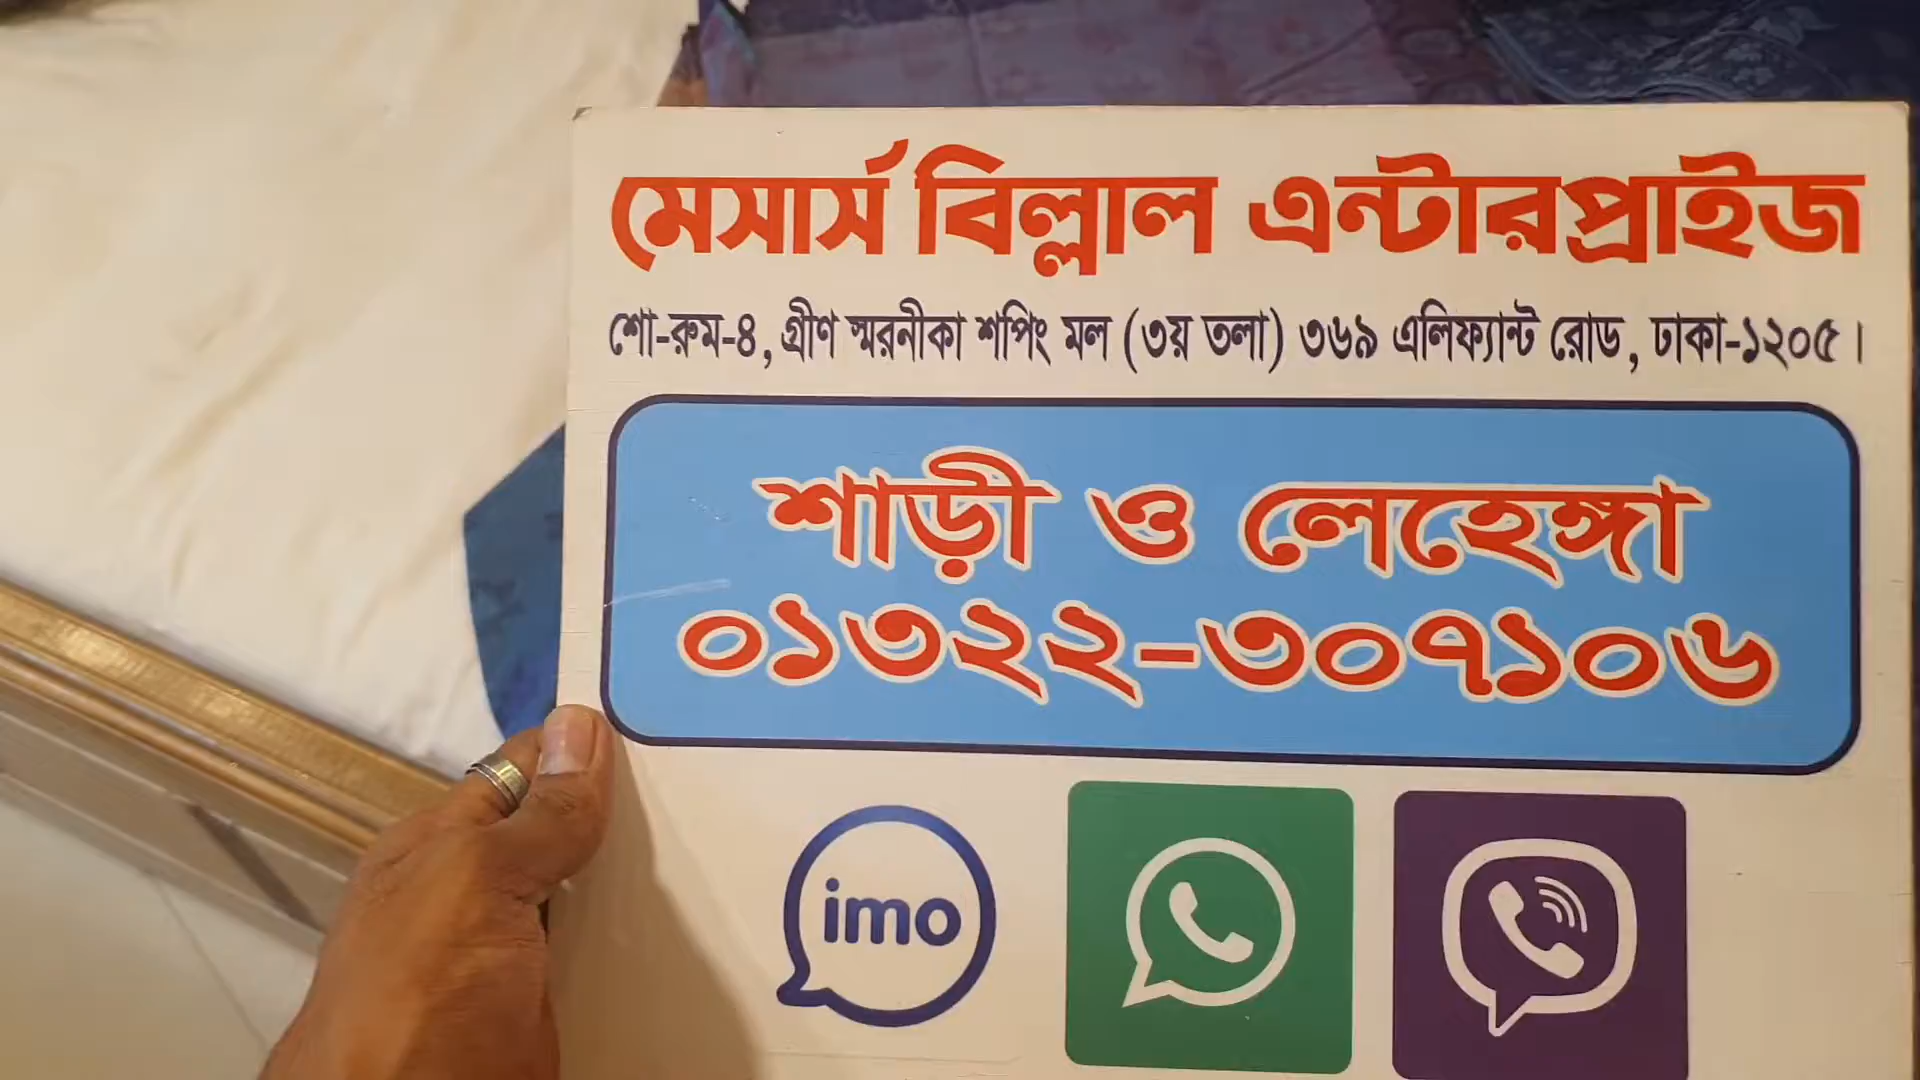 মেসার্স বিল্লাল এন্টারপ্রাইজ
শো-রুম-৪, গ্রীণ স্মরনীকা শপিং মল (৩য় তলা) ৩৬৯ এলিফ্যান্ট রোড, ঢাকা-১২০৫।
শাড়ী ও লেহেঙ্গা
০১৩২২-৩০৭১০৬
imo